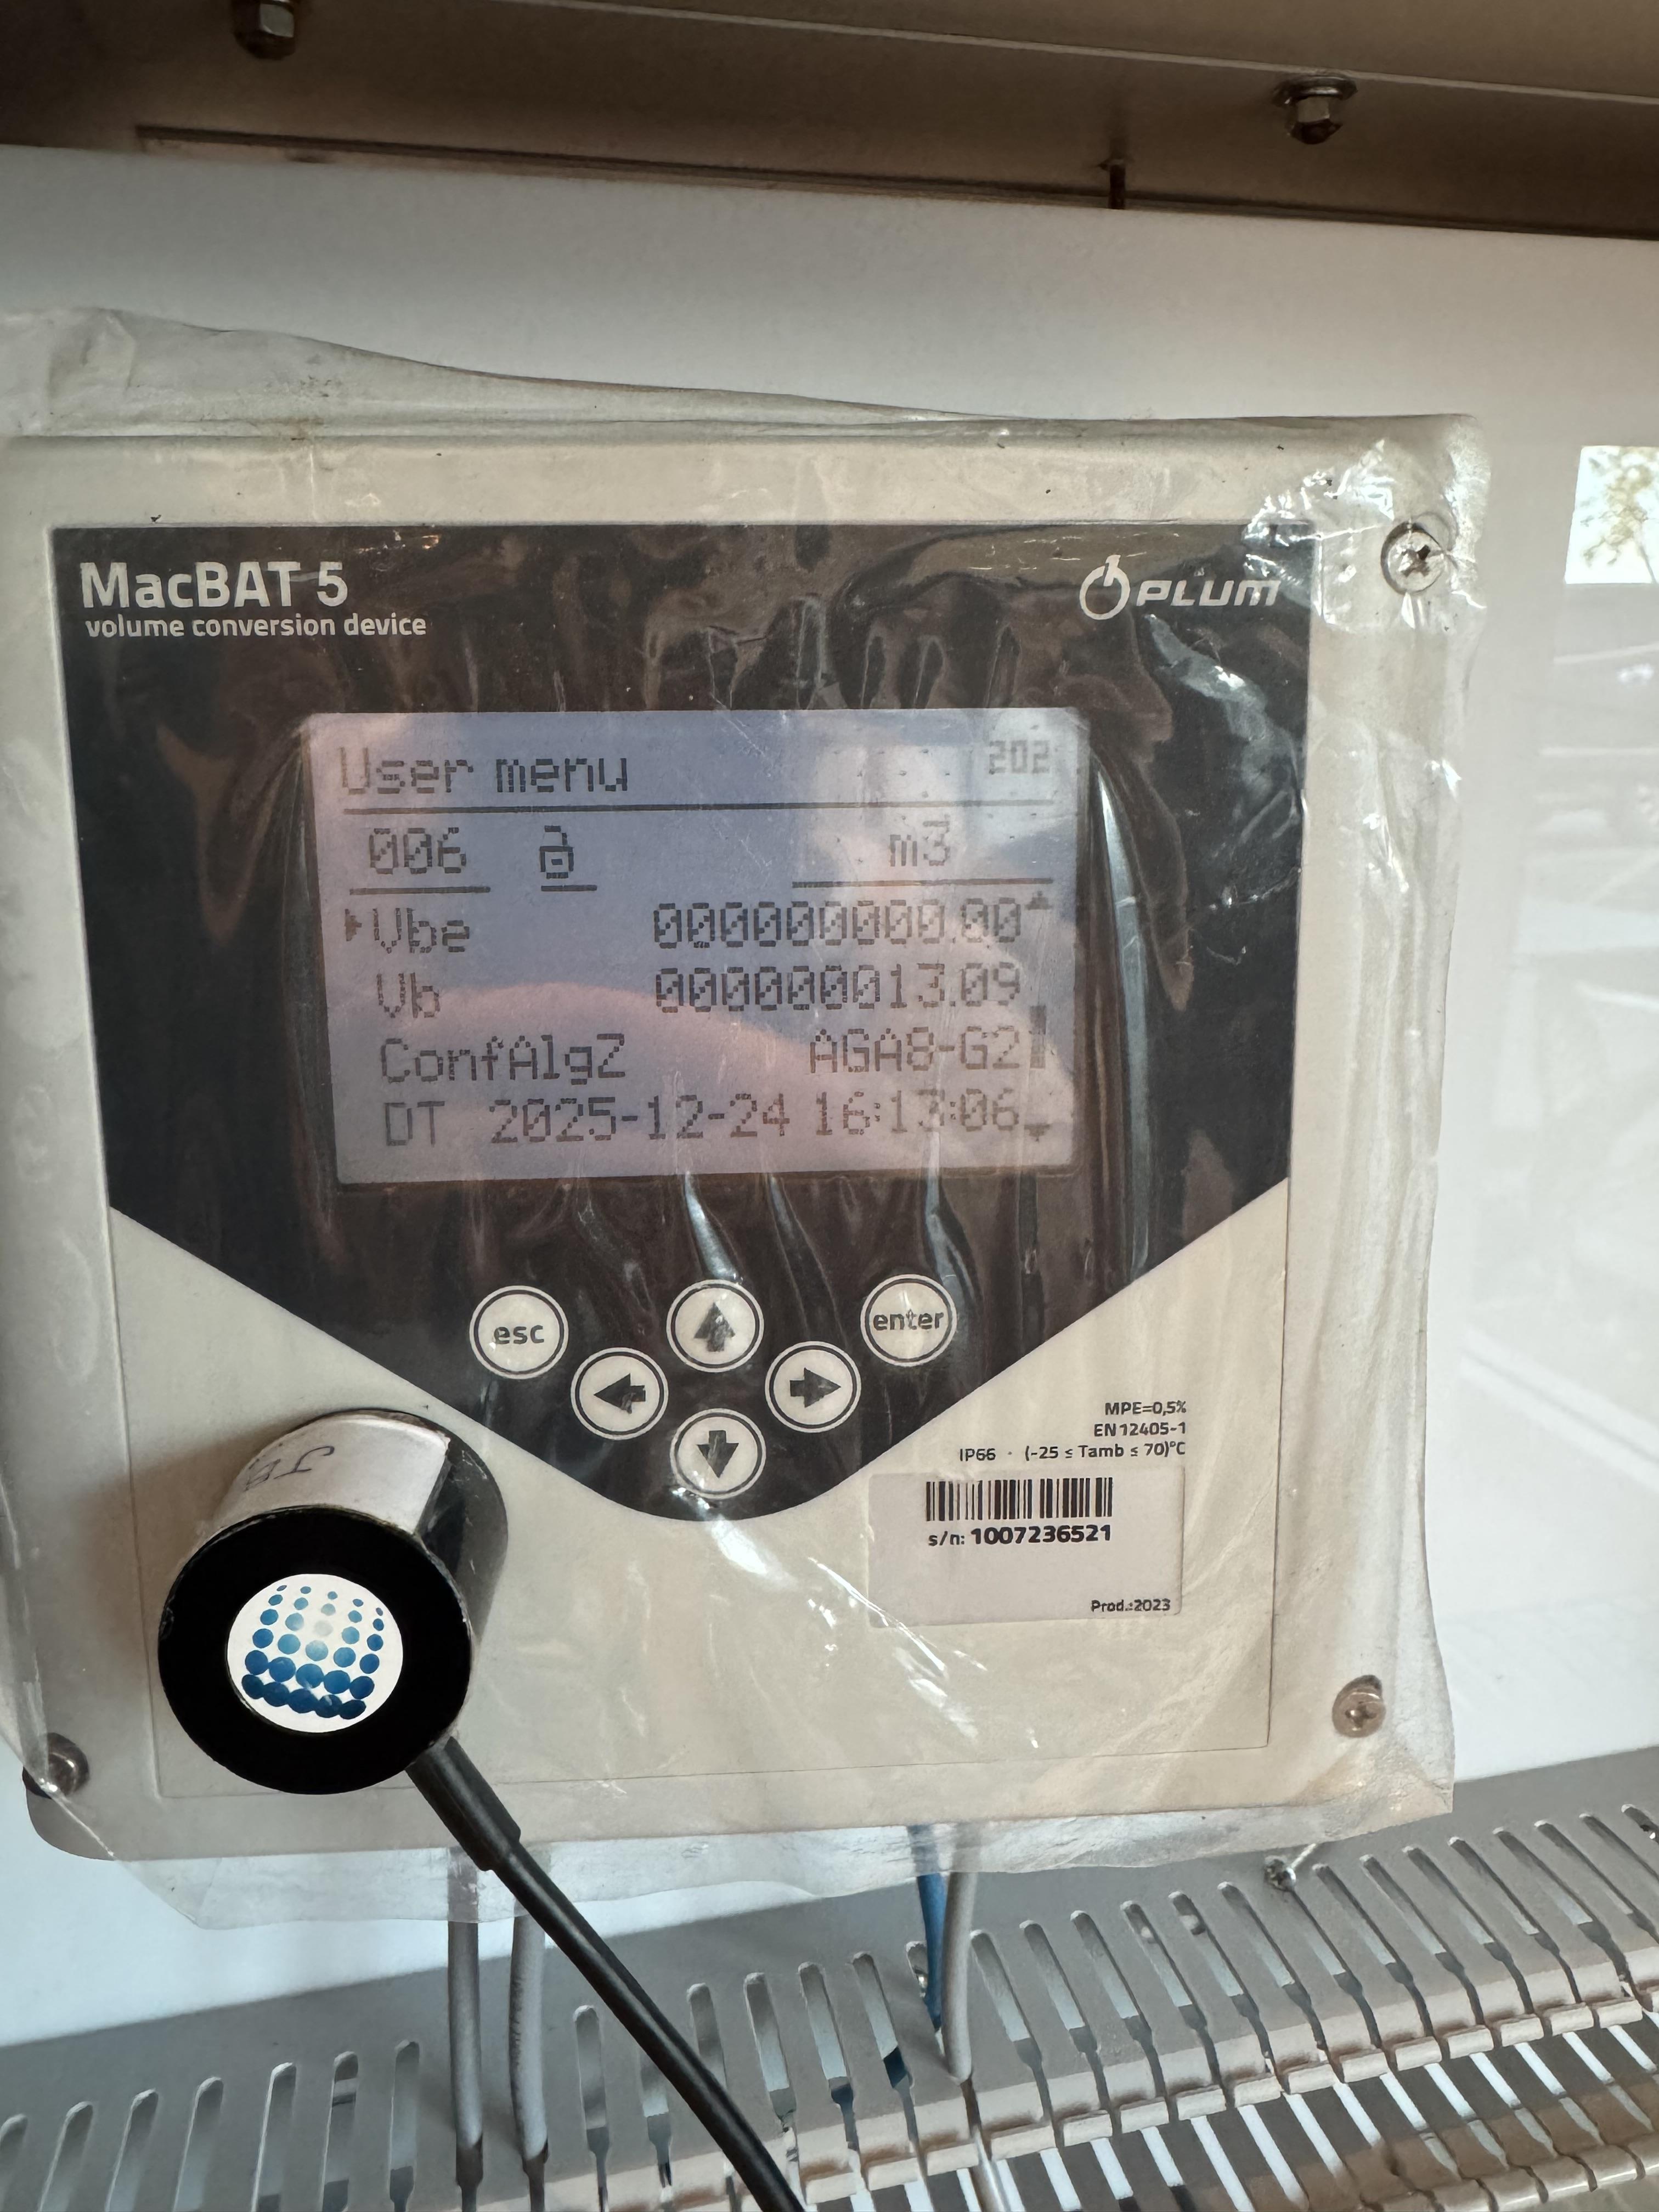 MacBAT 5
volume conversion device
PLUM
User menu 202
006 m3
Vbe 000000000.00
Vb 000000013.09
ConfAlgZ AGA8-G2
DT 2025-12-24 16:13:06
esc
enter
MPE=0,5%
EN 12405-1
IP66 · (-25 ≤ Tamb ≤ 70)°C
s/n: 1007236521
Prod.:2023